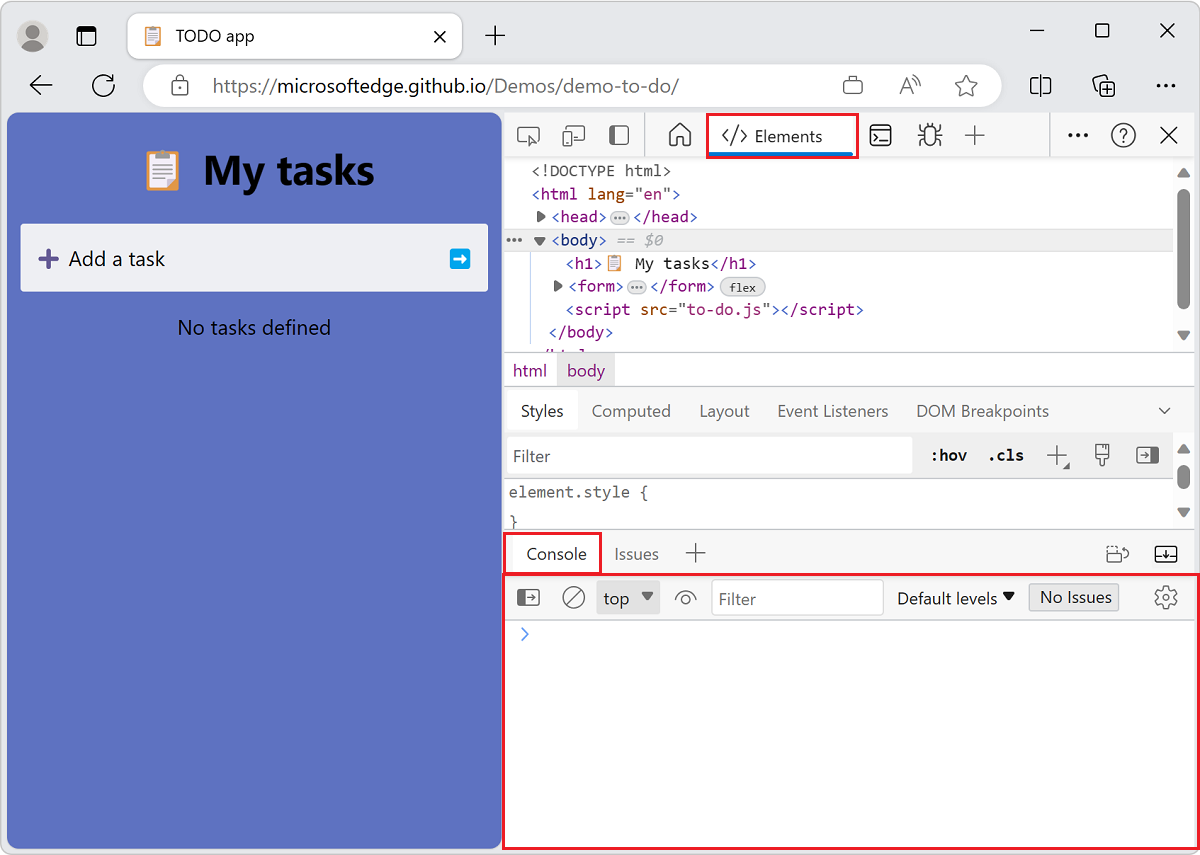 TODO app
https://microsoftedge.github.io/Demos/demo-to-do/
My tasks
Add a task
No tasks defined
Elements
<!DOCTYPE html>
<html lang="en">
<head> … </head>
<body> == $0
<h1>📋 My tasks</h1>
<form> … </form> flex
<script src="to-do.js"></script>
</body>
html body
Styles Computed Layout Event Listeners DOM Breakpoints
Filter :hov .cls
element.style {
}
Console Issues
top Filter Default levels No Issues